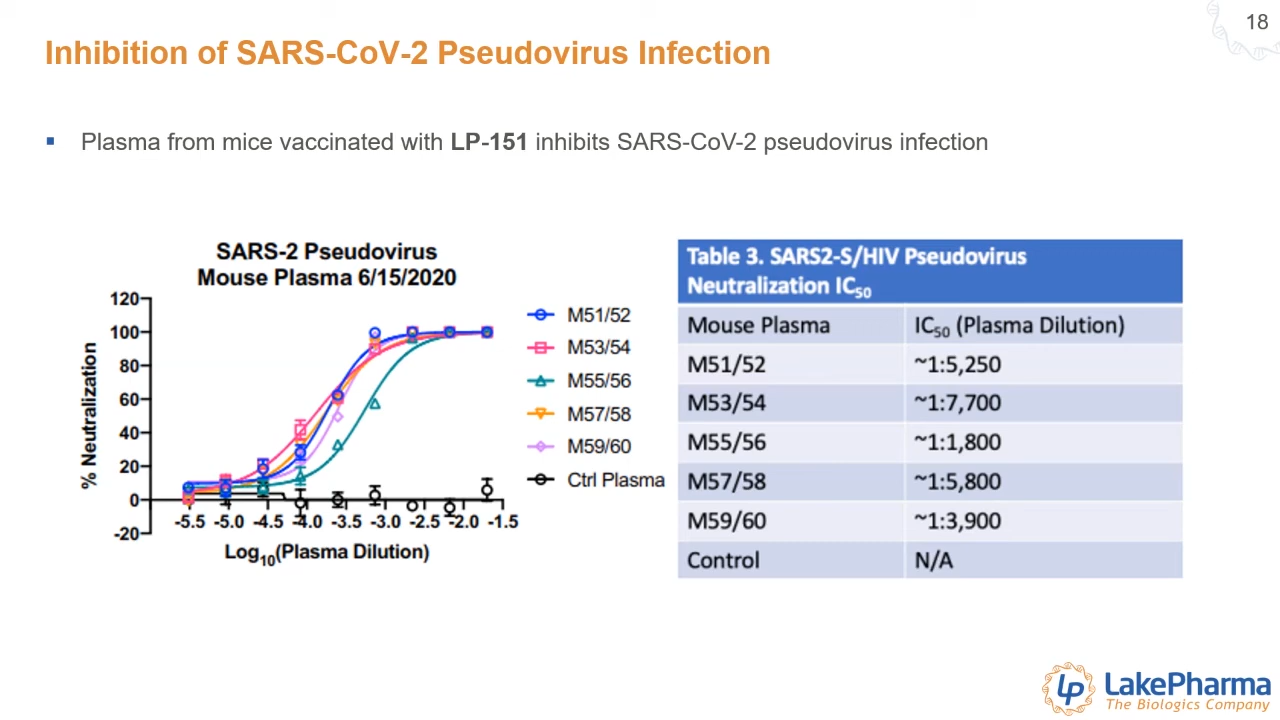 18
Inhibition of SARS-CoV-2 Pseudovirus Infection
▪ Plasma from mice vaccinated with LP-151 inhibits SARS-CoV-2 pseudovirus infection
SARS-2 Pseudovirus
Mouse Plasma 6/15/2020
120
100
80
60
40
20
0
-20
% Neutralization
-5.5 -5.0 -4.5 -4.0 -3.5 -3.0 -2.5 -2.0 -1.5
Log10(Plasma Dilution)
M51/52
M53/54
M55/56
M57/58
M59/60
Ctrl Plasma
Table 3. SARS2-S/HIV Pseudovirus
Neutralization IC50
Mouse Plasma IC50 (Plasma Dilution)
M51/52 ~1:5,250
M53/54 ~1:7,700
M55/56 ~1:1,800
M57/58 ~1:5,800
M59/60 ~1:3,900
Control N/A
Lp LakePharma
The Biologics Company